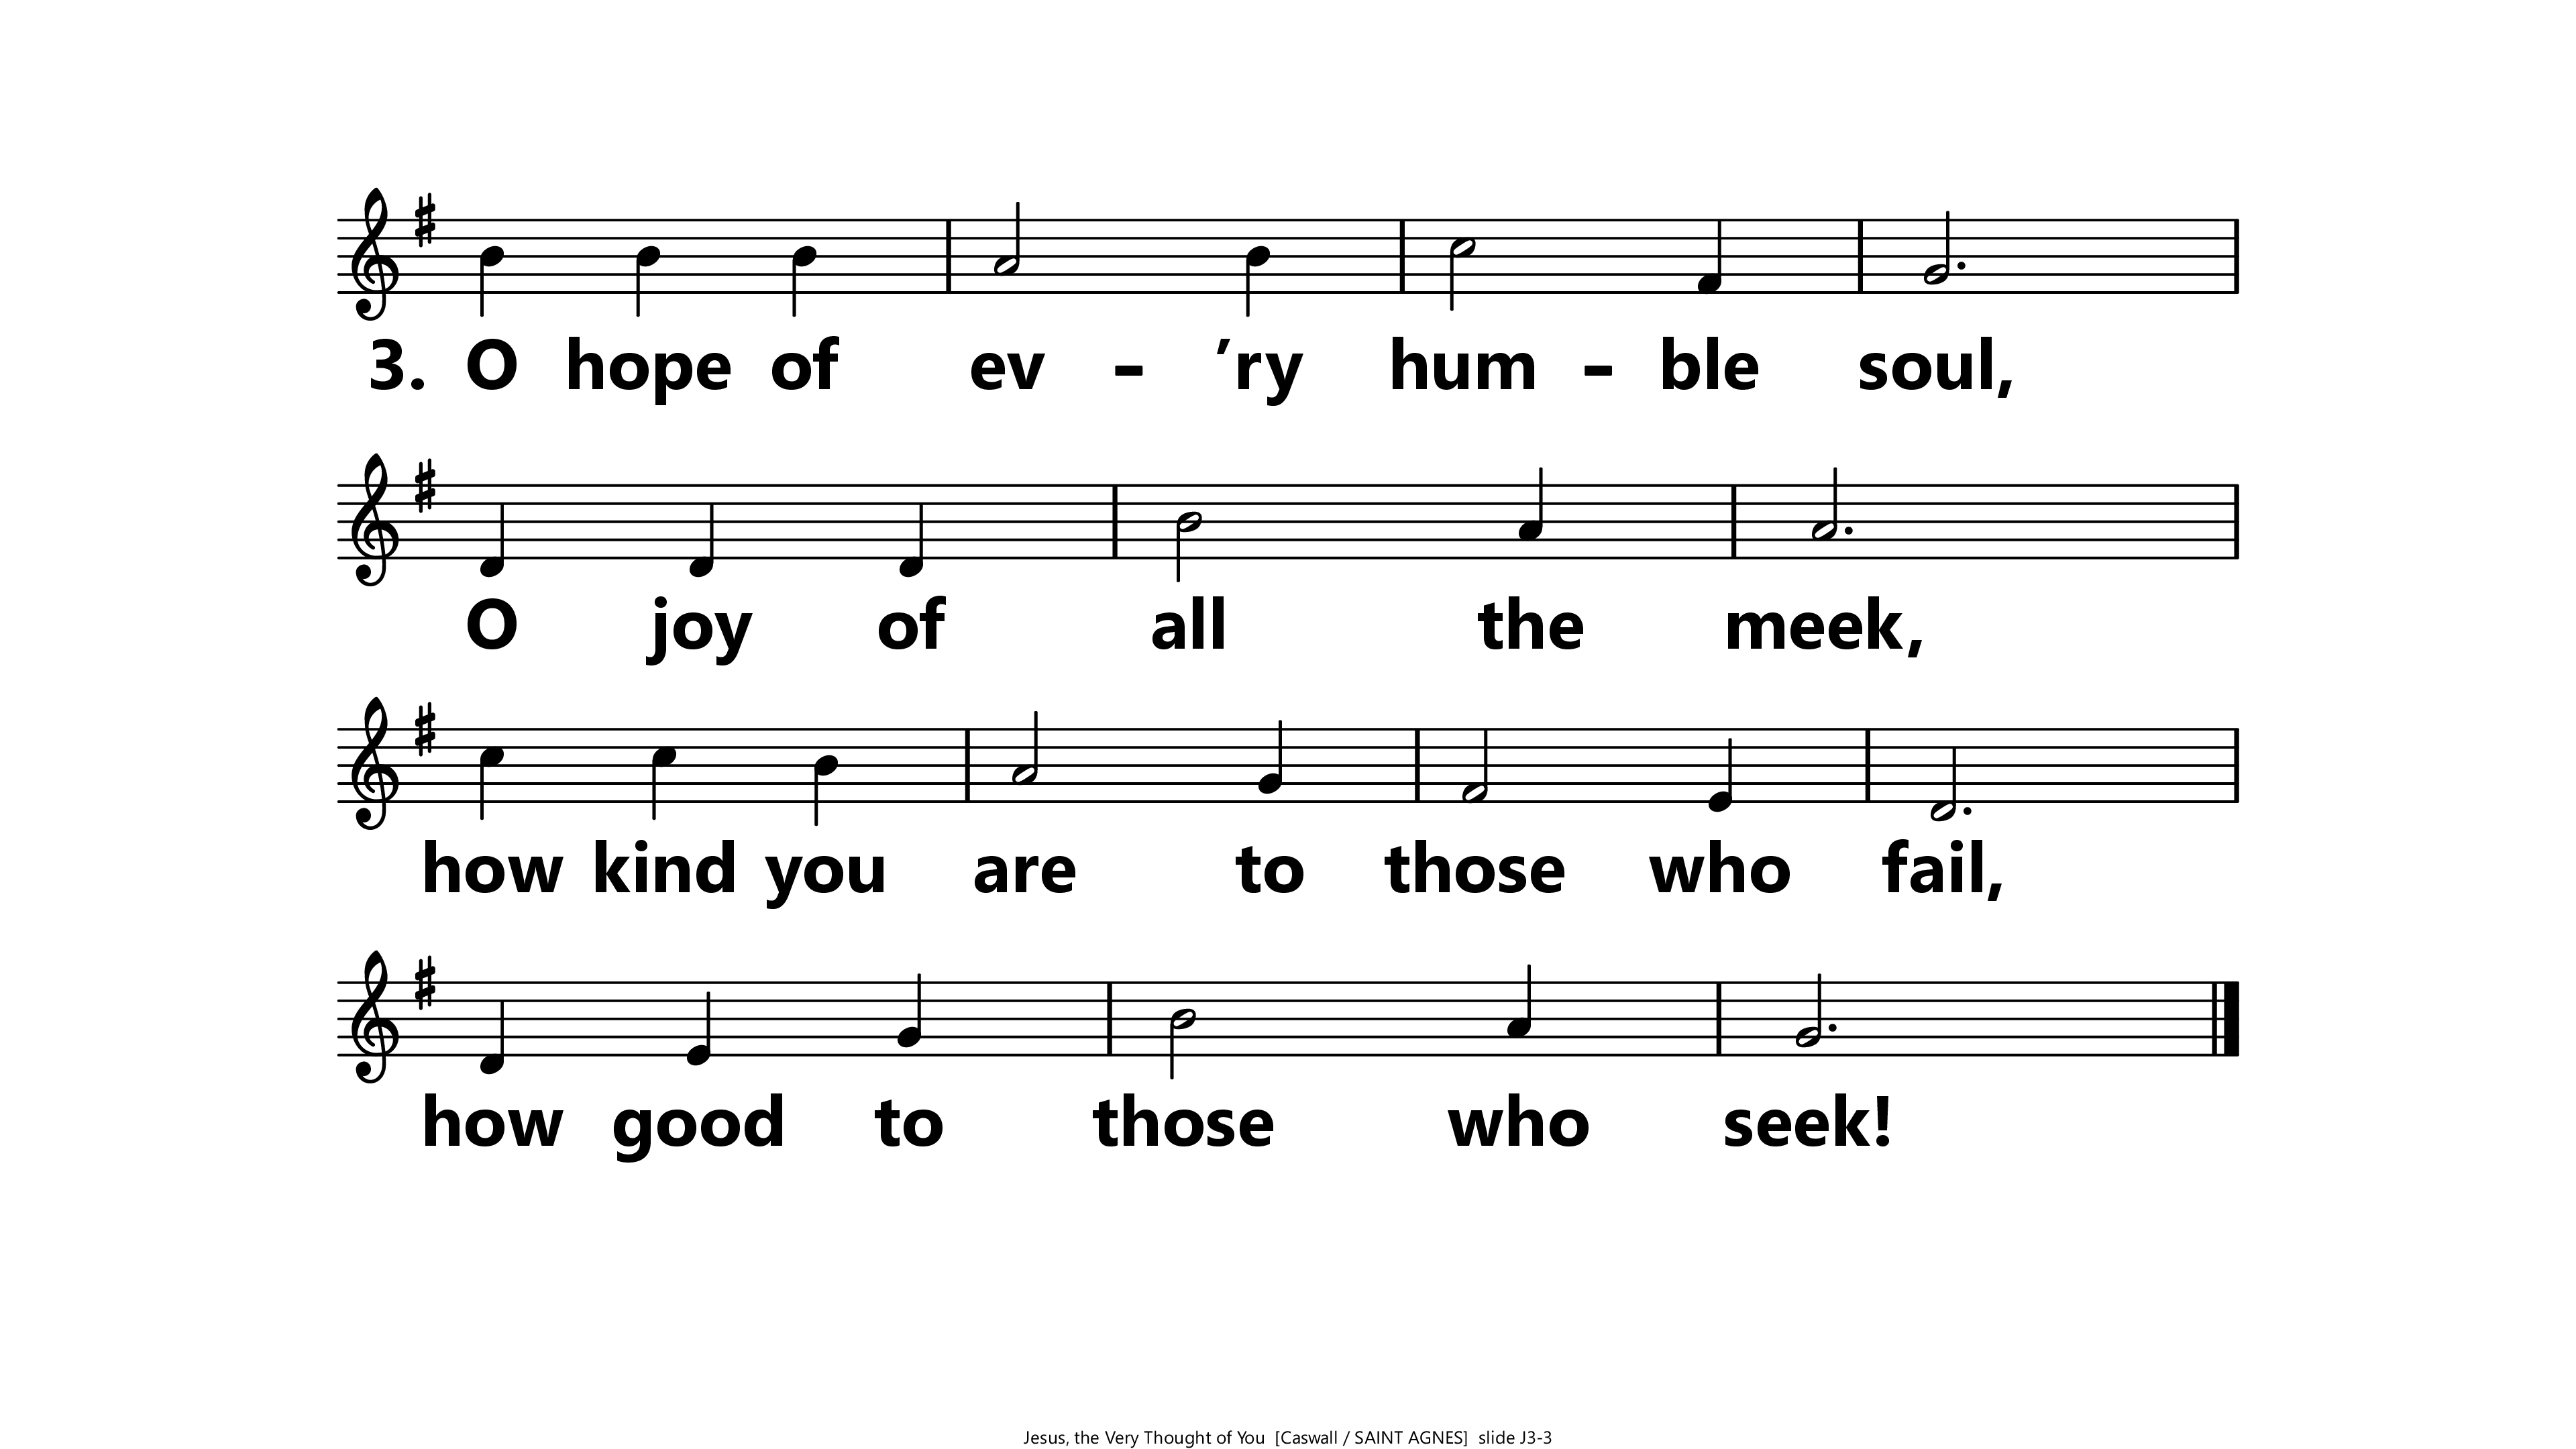 3. O hope of ev - ’ry hum - ble soul,
O joy of all the meek,
how kind you are to those who fail,
how good to those who seek!
Jesus, the Very Thought of You [Caswall / SAINT AGNES] slide J3-3